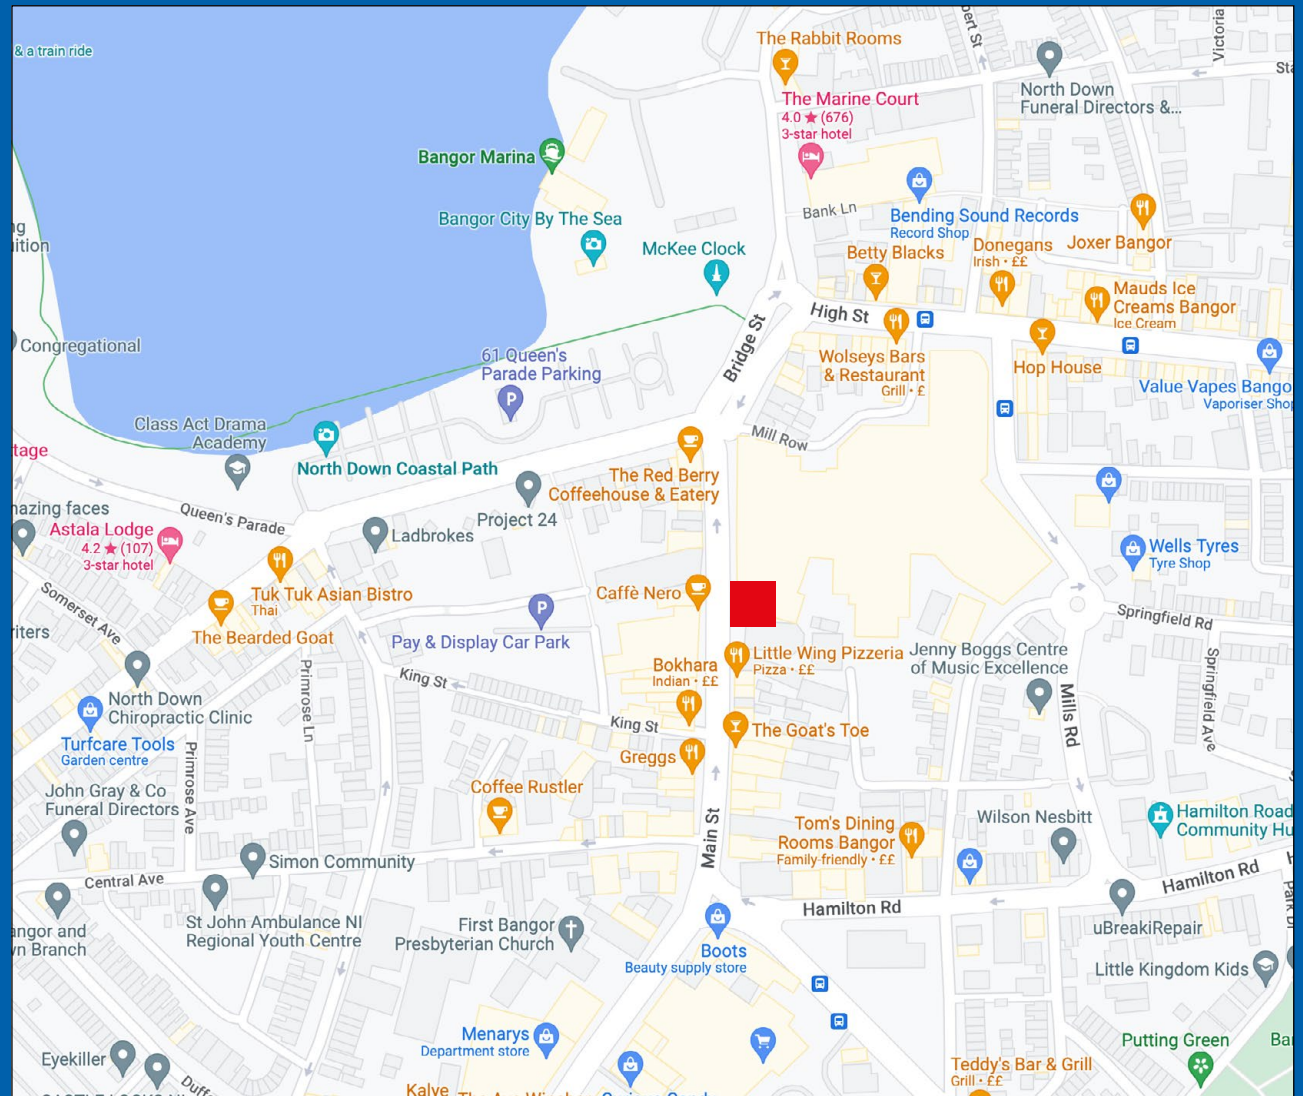 & a train ride
The Rabbit Rooms
Victoria
North Down
Funeral Directors &...
The Marine Court
4.0 ★ (676)
3-star hotel
Bangor Marina
Bank Ln
Bending Sound Records
Record Shop
Bangor City By The Sea
McKee Clock
Betty Blacks
Donegans
Irish · ££
Joxer Bangor
Mauds Ice
Creams Bangor
Ice Cream
High St
Congregational
Bridge St
61 Queen's
Parade Parking
P
Wolseys Bars
& Restaurant
Grill · £
Hop House
Value Vapes Bango
Vaporiser Shop
Class Act Drama
Academy
Mill Row
North Down Coastal Path
The Red Berry
Coffeehouse & Eatery
Queen's Parade
Project 24
Ladbrokes
Astala Lodge
4.2 ★ (107)
3-star hotel
Wells Tyres
Tyre Shop
Tuk Tuk Asian Bistro
Thai
Caffè Nero
Somerset Ave
The Bearded Goat
P
Pay & Display Car Park
Springfield Rd
Little Wing Pizzeria
Pizza · ££
Jenny Boggs Centre
of Music Excellence
Bokhara
Indian · ££
King St
Primrose Ln
North Down
Chiropractic Clinic
Mills Rd
Springfield Ave
King St
The Goat's Toe
Turfcare Tools
Garden centre
Primrose Ave
Greggs
Coffee Rustler
John Gray & Co
Funeral Directors
Main St
Tom's Dining
Rooms Bangor
Family-friendly · ££
Wilson Nesbitt
Hamilton Road
Community Hu
Simon Community
Central Ave
Hamilton Rd
Hamilton Rd
St John Ambulance NI
Regional Youth Centre
First Bangor
Presbyterian Church
uBreakiRepair
angor and
wn Branch
Boots
Beauty supply store
Little Kingdom Kids
Menarys
Department store
Putting Green
Eyekiller
Teddy's Bar & Grill
Grill · ££